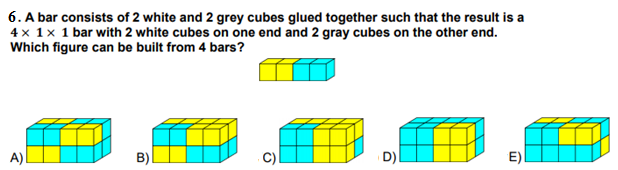 6. A bar consists of 2 white and 2 grey cubes glued together such that the result is a
4 × 1 × 1 bar with 2 white cubes on one end and 2 gray cubes on the other end.
Which figure can be built from 4 bars?
A) B) C) D) E)